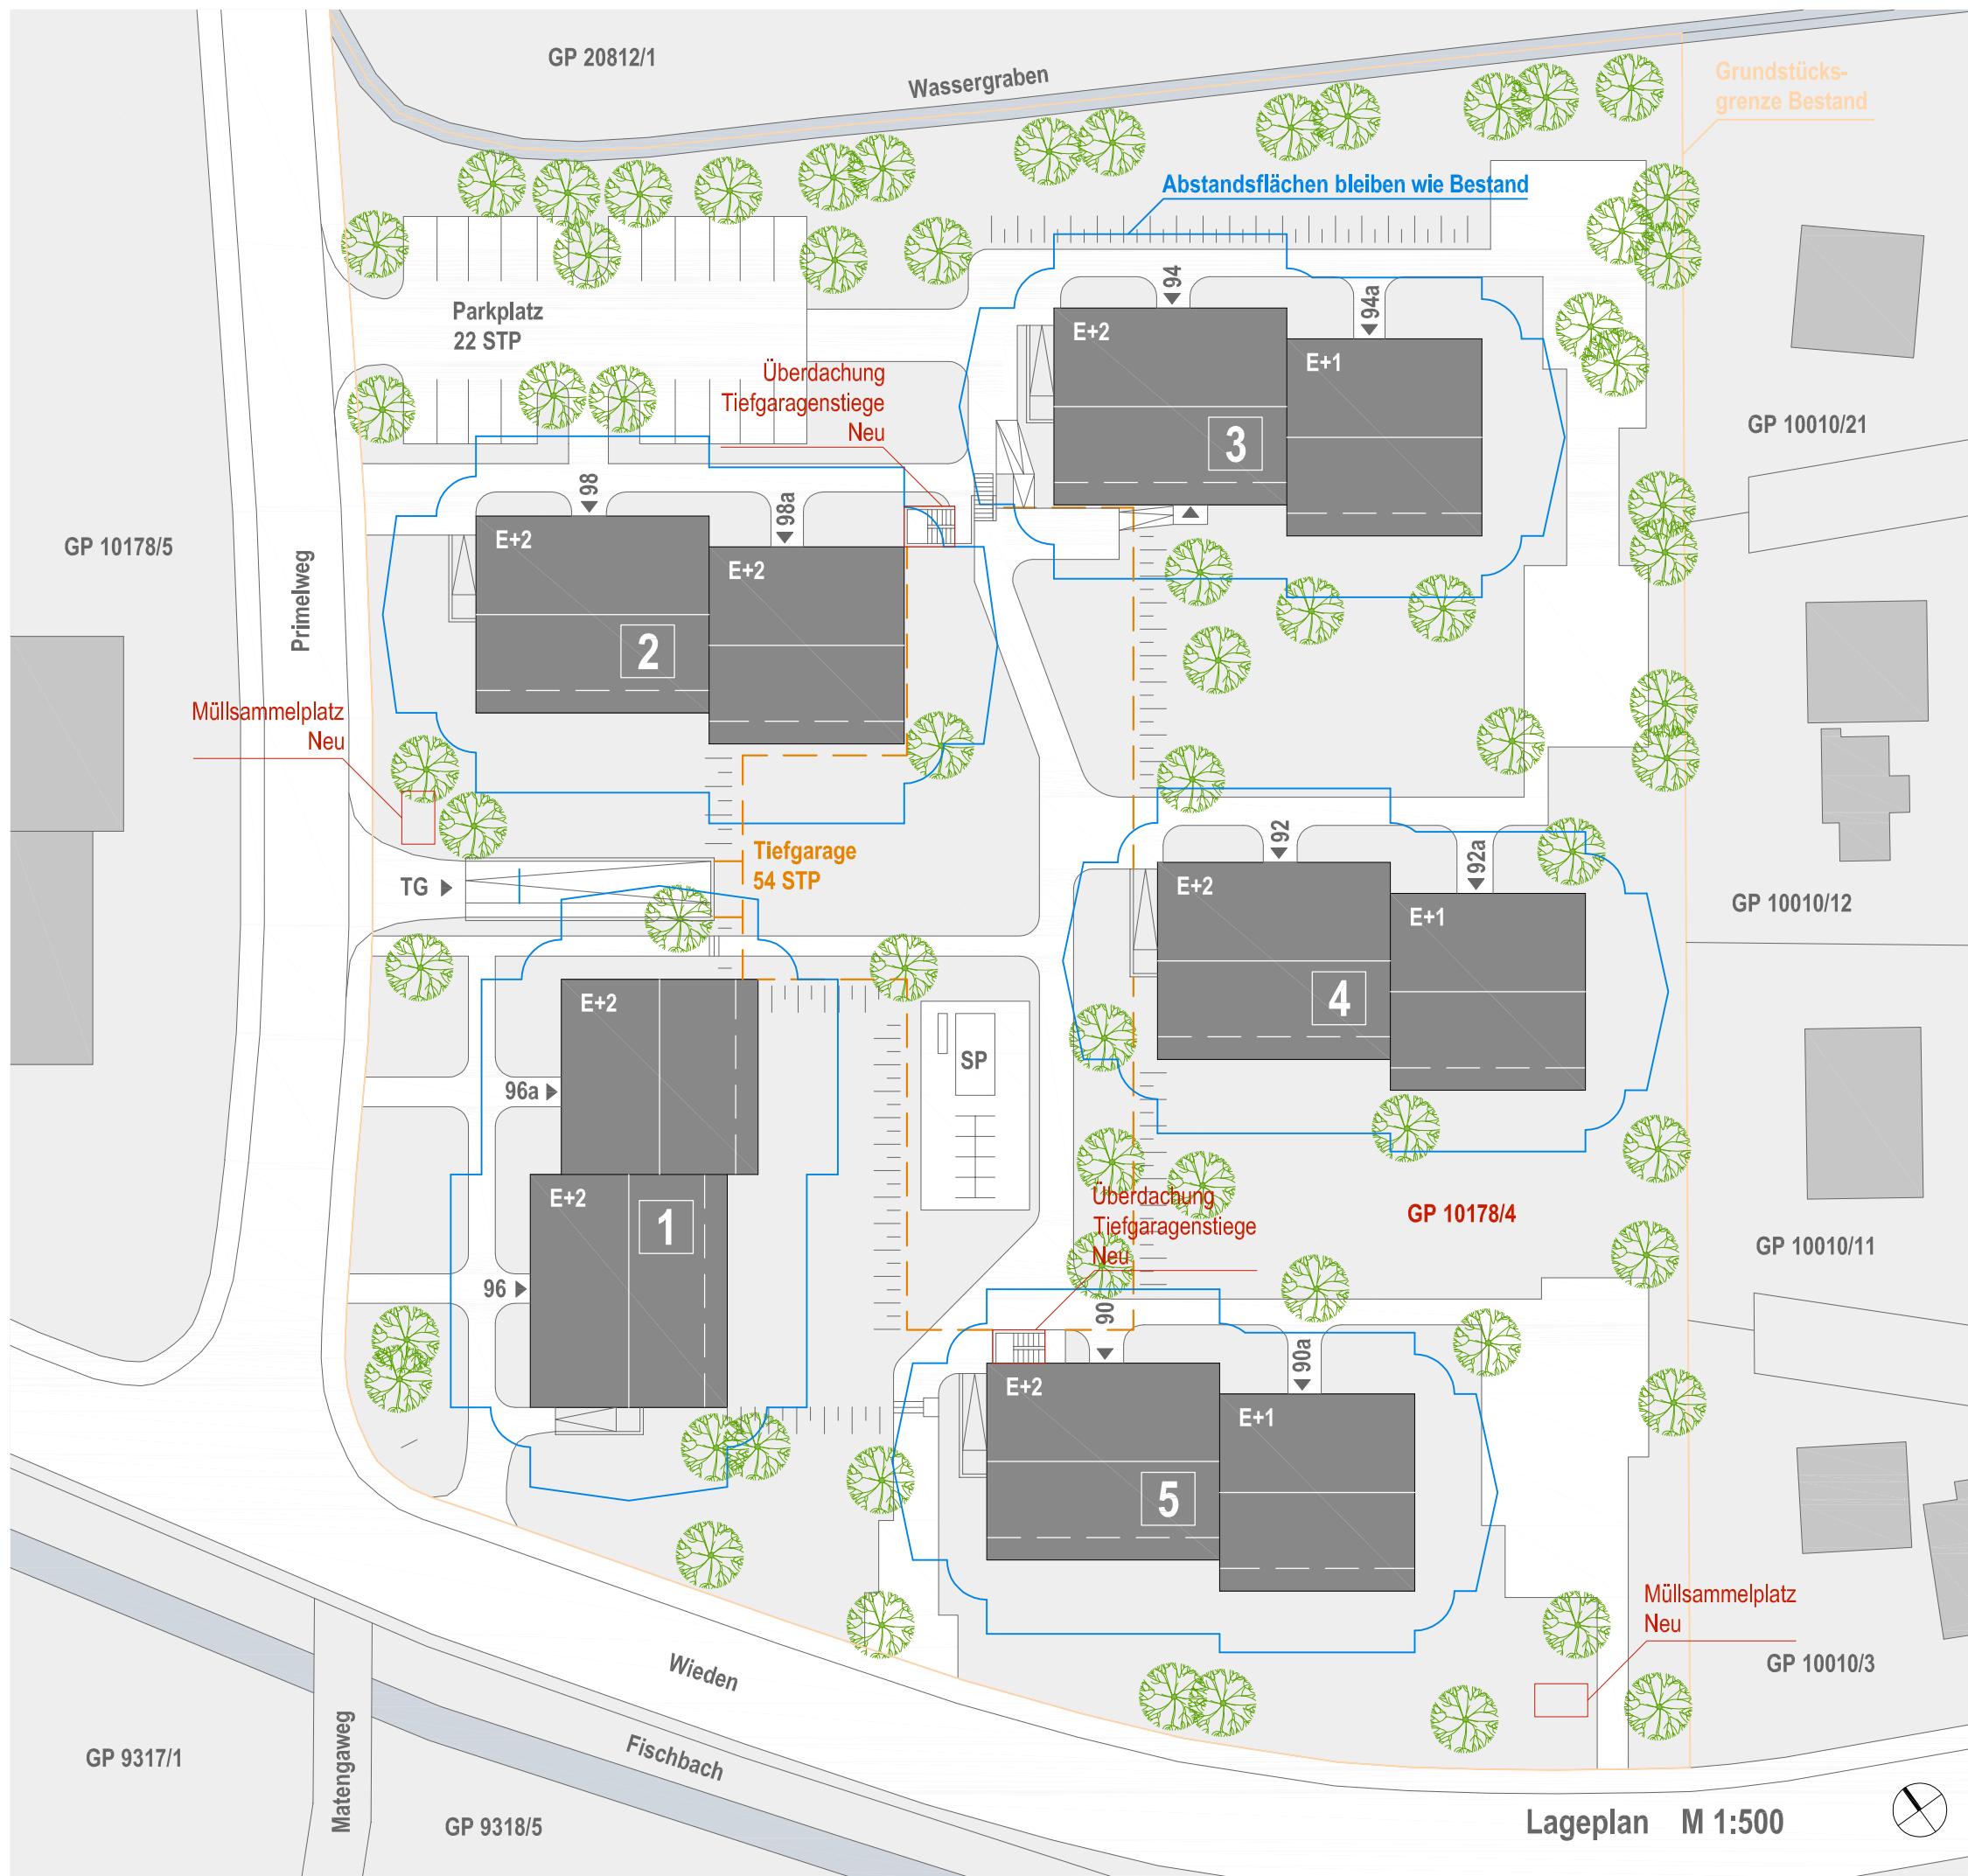 GP 20812/1
Wassergraben
Grundstücks-
grenze Bestand
Abstandsflächen bleiben wie Bestand
94
94a
Parkplatz
22 STP
E+2
E+1
3
Überdachung
Tiefgaragenstiege
Neu
GP 10010/21
98
98a
GP 10178/5
Primelweg
E+2
E+2
2
Müllsammelplatz
Neu
Tiefgarage
54 STP
TG
92
92a
E+2
E+1
4
GP 10010/12
E+2
96a
SP
E+2
1
96
Überdachung
Tiefgaragenstiege
Neu
GP 10178/4
GP 10010/11
90
90a
E+2
E+1
5
Müllsammelplatz
Neu
GP 10010/3
Wieden
Fischbach
Matengaweg
GP 9317/1
GP 9318/5
Lageplan M 1:500